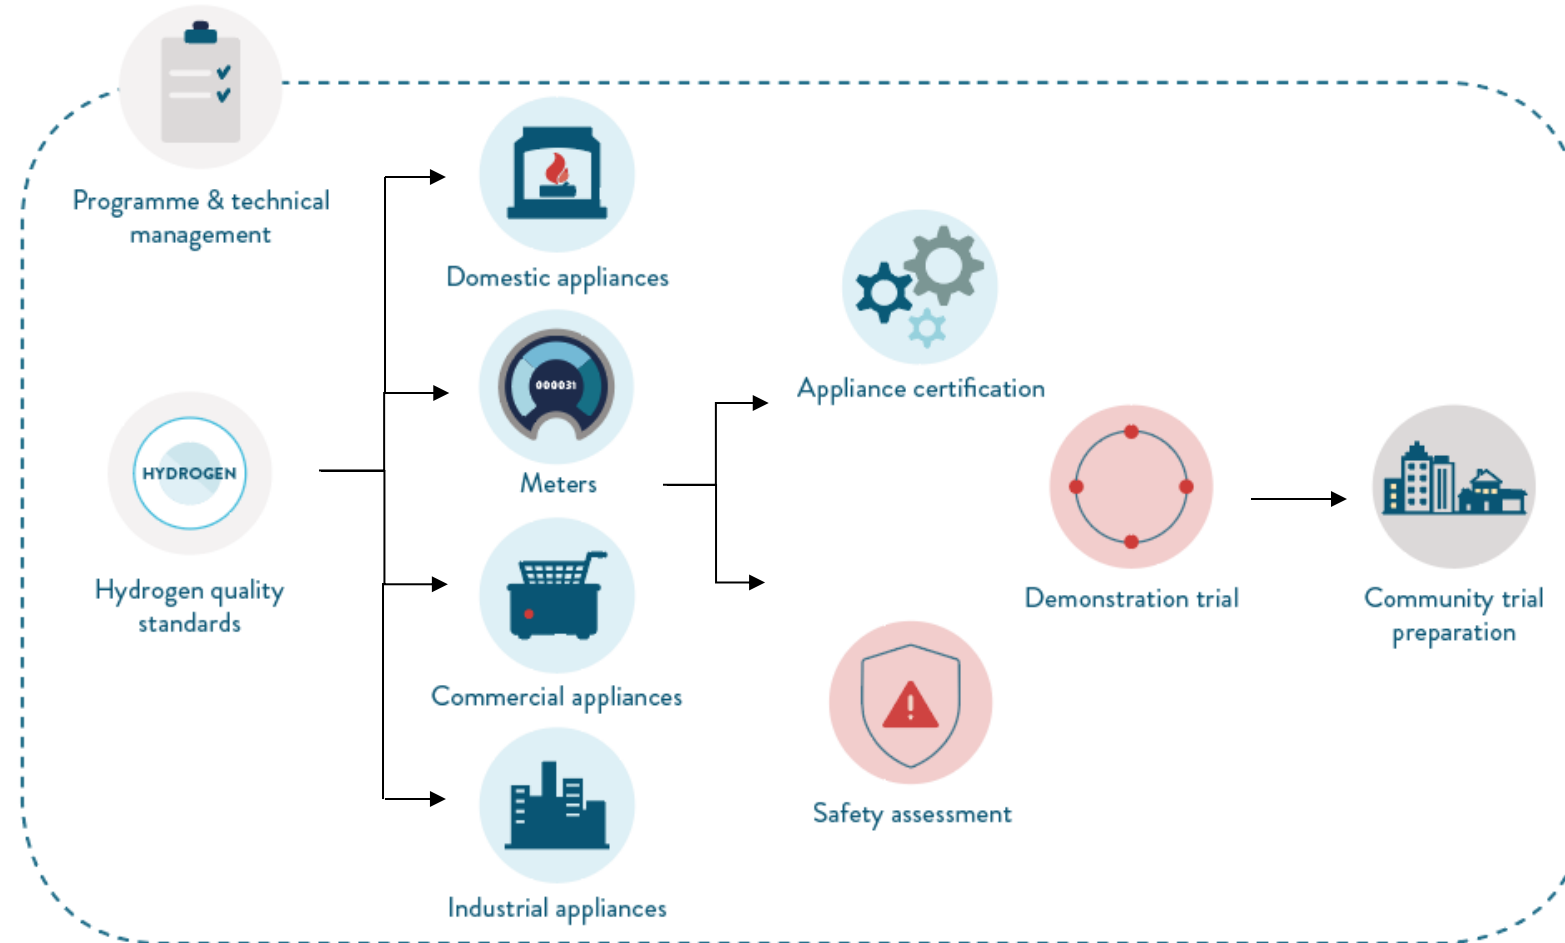 Programme & technical
management
HYDROGEN
Hydrogen quality
standards
Domestic appliances
000031
Meters
Commercial appliances
Industrial appliances
Appliance certification
Safety assessment
Demonstration trial
Community trial
preparation